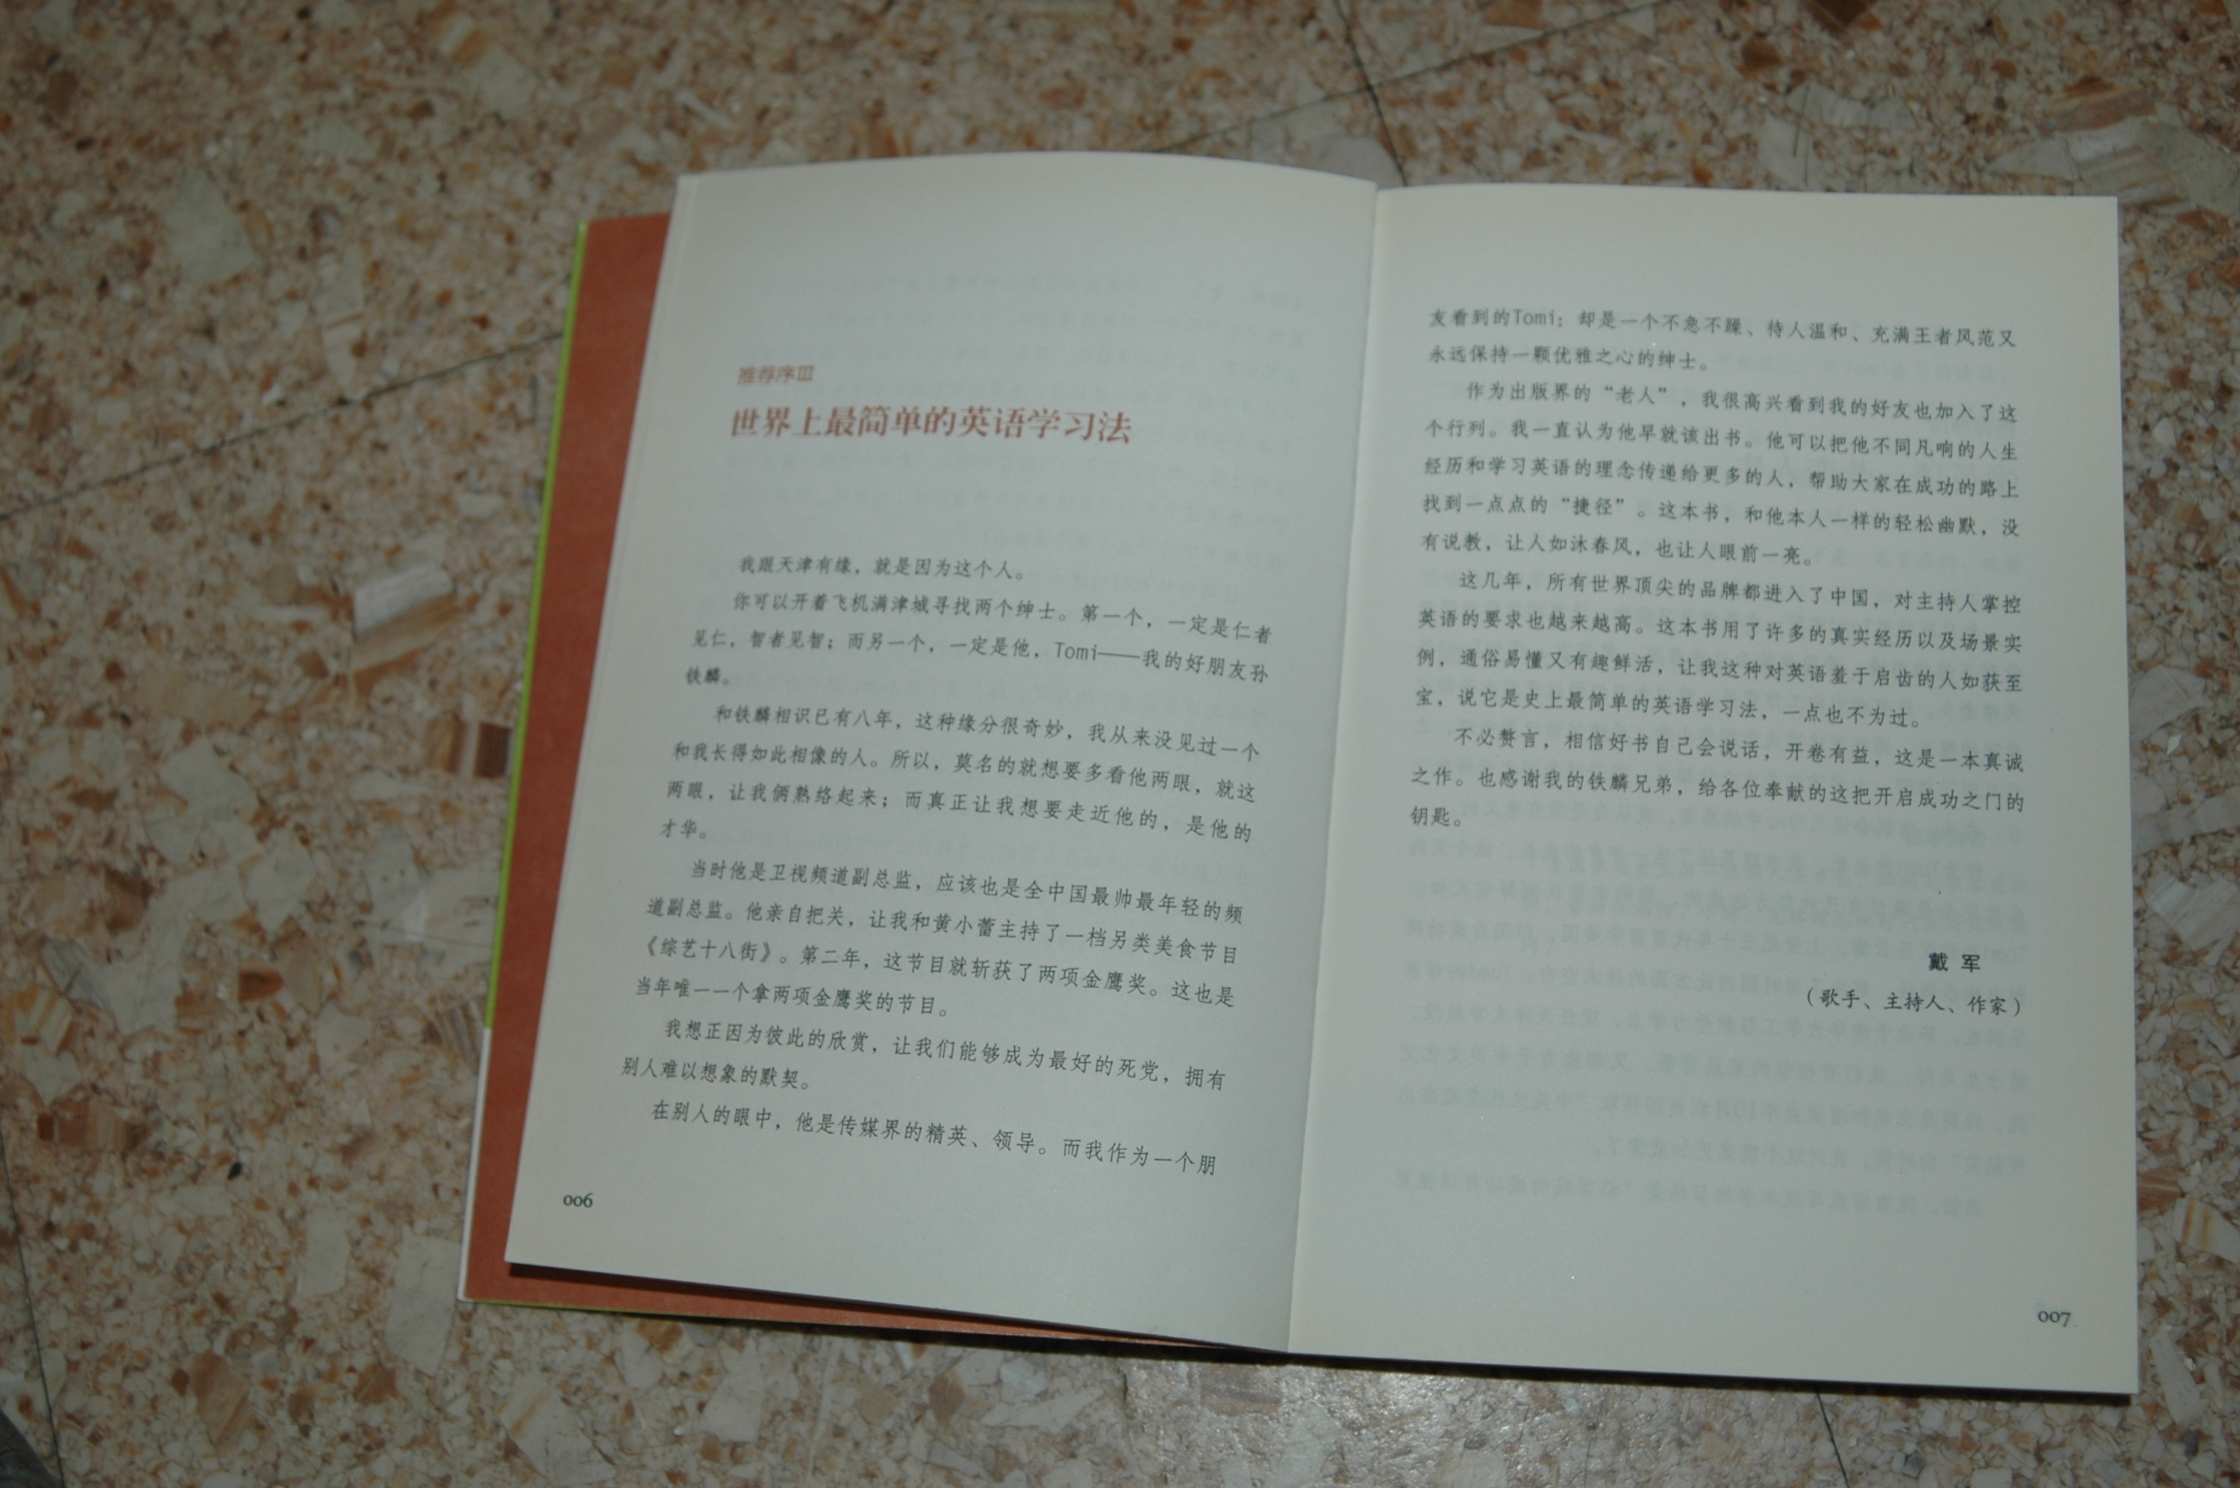 推荐序Ⅲ
世界上最简单的英语学习法
我跟天津有缘，就是因为这个人。
你可以开着飞机满津城寻找两个绅士。第一个，一定是仁者
见仁，智者见智；而另一个，一定是他，Tomi——我的好朋友孙
铁麟。
和铁麟相识已有八年，这种缘分很奇妙，我从来没见过一个
和我长得如此相像的人。所以，莫名的就想要多看他两眼，就这
两眼，让我俩熟络起来；而真正让我想要走近他的，是他的
才华。
当时他是卫视频道副总监，应该也是全中国最帅最年轻的频
道副总监。他亲自把关，让我和黄小蕾主持了一档另类美食节目
《综艺十八街》。第二年，这节目就斩获了两项金鹰奖。这也是
当年唯一一个拿两项金鹰奖的节目。
我想正因为彼此的欣赏，让我们能够成为最好的死党，拥有
别人难以想象的默契。
在别人的眼中，他是传媒界的精英、领导。而我作为一个朋
006
友看到的Tomi：却是一个不急不躁、待人温和、充满王者风范又
永远保持一颗优雅之心的绅士。
作为出版界的“老人”，我很高兴看到我的好友也加入了这
个行列。我一直认为他早就该出书。他可以把他不同凡响的人生
经历和学习英语的理念传递给更多的人，帮助大家在成功的路上
找到一点点的“捷径”。这本书，和他本人一样的轻松幽默，没
有说教，让人如沐春风，也让人眼前一亮。
这几年，所有世界顶尖的品牌都进入了中国，对主持人掌控
英语的要求也越来越高。这本书用了许多的真实经历以及场景实
例，通俗易懂又有趣鲜活，让我这种对英语羞于启齿的人如获至
宝，说它是史上最简单的英语学习法，一点也不为过。
不必赘言，相信好书自己会说话，开卷有益，这是一本真诚
之作。也感谢我的铁麟兄弟，给各位奉献的这把开启成功之门的
钥匙。
戴 军
（歌手、主持人、作家）
007